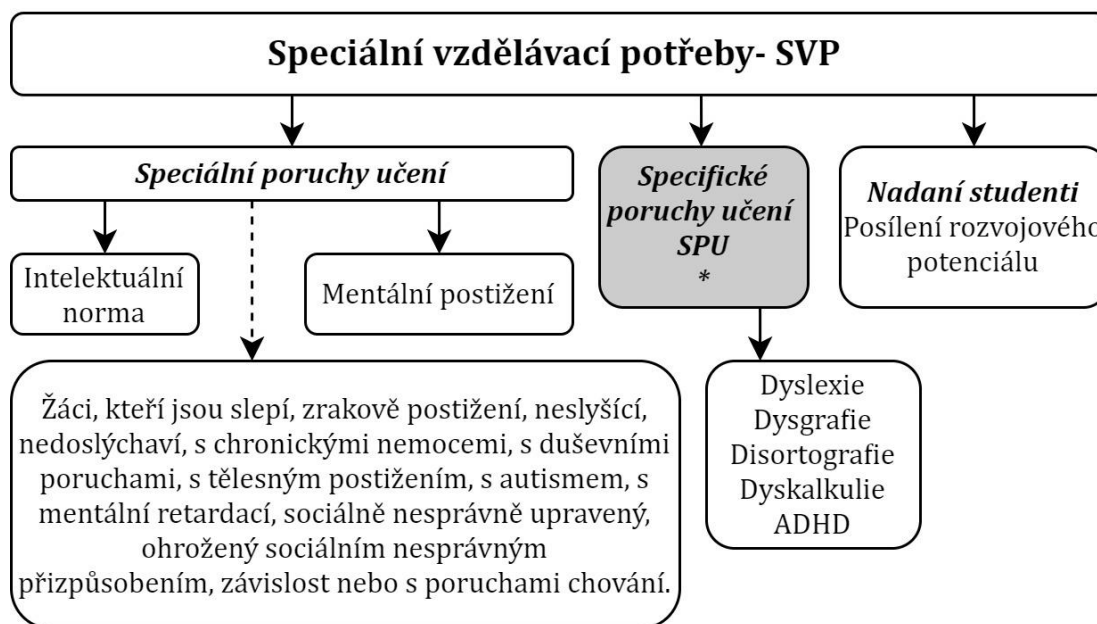 Speciální vzdělávací potřeby- SVP
Speciální poruchy učení
Specifické
poruchy učení
SPU
*
Nadaní studenti
Posílení rozvojového
potenciálu
Intelektuální
norma
Mentální postižení
Žáci, kteří jsou slepí, zrakově postižení, neslyšící,
nedoslýchaví, s chronickými nemocemi, s duševními
poruchami, s tělesným postižením, s autismem, s
mentální retardací, sociálně nesprávně upravený,
ohrožený sociálním nesprávným
přizpůsobením, závislost nebo s poruchami chování.
Dyslexie
Dysgrafie
Disortografie
Dyskalkulie
ADHD